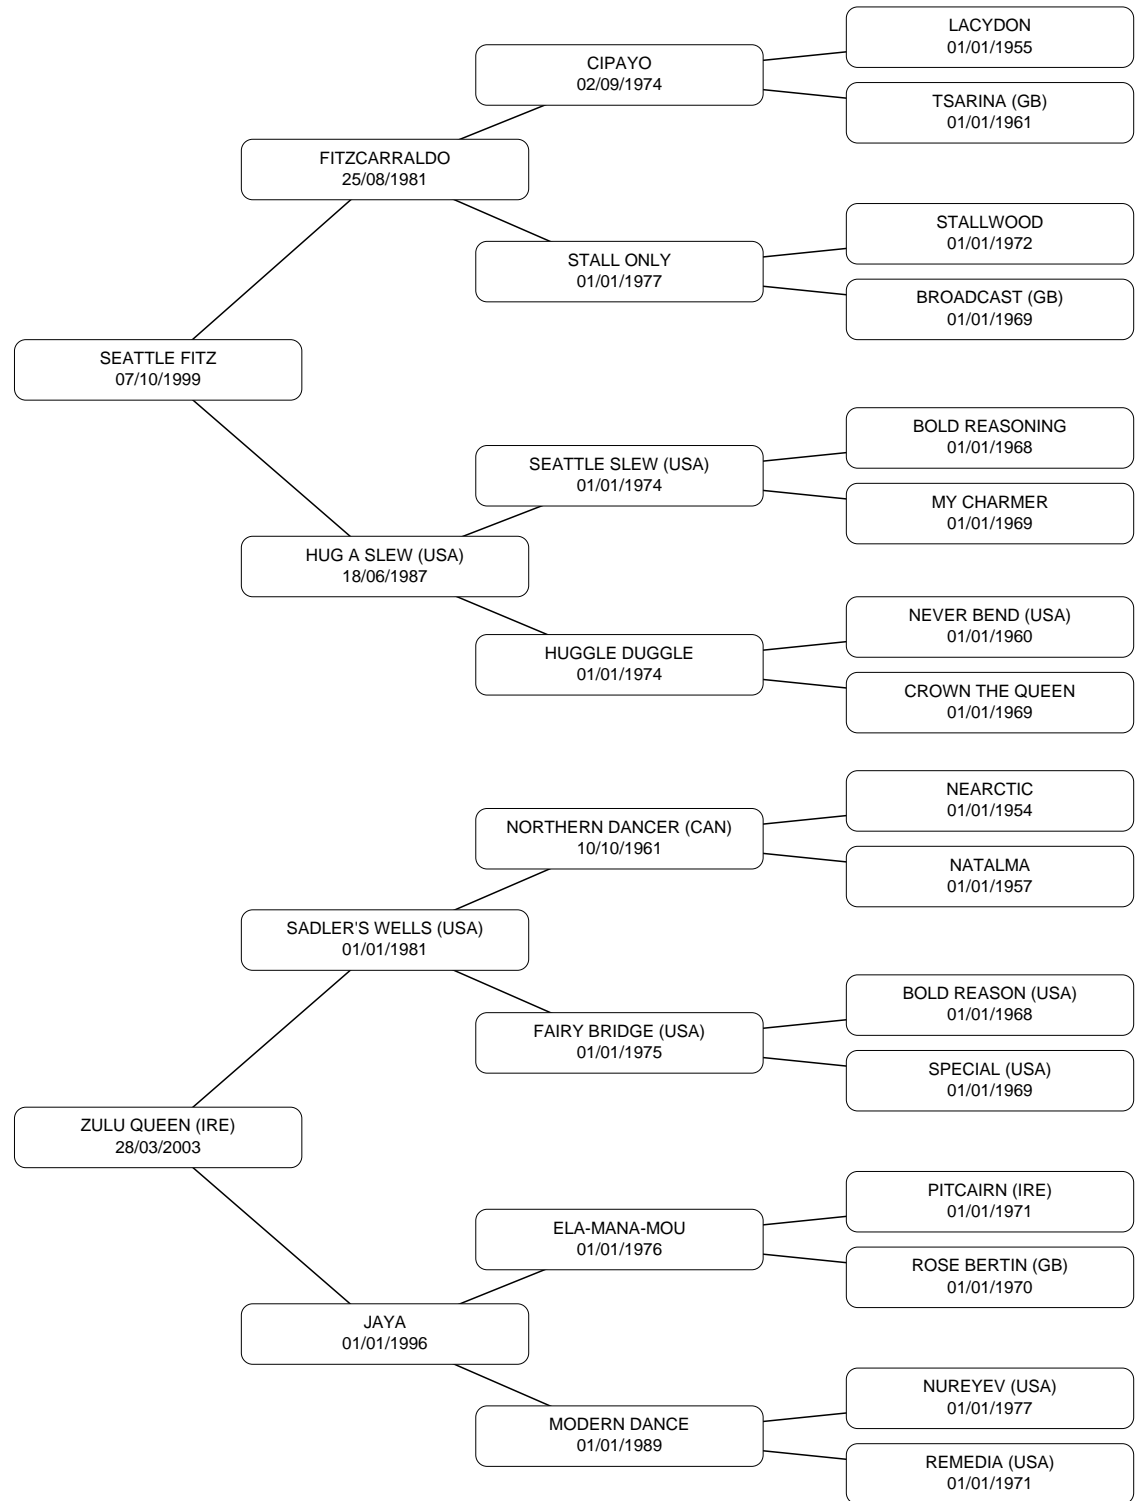 LACYDON
01/01/1955
CIPAYO
02/09/1974
TSARINA (GB)
01/01/1961
FITZCARRALDO
25/08/1981
STALLWOOD
01/01/1972
STALL ONLY
01/01/1977
BROADCAST (GB)
01/01/1969
SEATTLE FITZ
07/10/1999
BOLD REASONING
01/01/1968
SEATTLE SLEW (USA)
01/01/1974
MY CHARMER
01/01/1969
HUG A SLEW (USA)
18/06/1987
NEVER BEND (USA)
01/01/1960
HUGGLE DUGGLE
01/01/1974
CROWN THE QUEEN
01/01/1969
NEARCTIC
01/01/1954
NORTHERN DANCER (CAN)
10/10/1961
NATALMA
01/01/1957
SADLER'S WELLS (USA)
01/01/1981
BOLD REASON (USA)
01/01/1968
FAIRY BRIDGE (USA)
01/01/1975
SPECIAL (USA)
01/01/1969
ZULU QUEEN (IRE)
28/03/2003
PITCAIRN (IRE)
01/01/1971
ELA-MANA-MOU
01/01/1976
ROSE BERTIN (GB)
01/01/1970
JAYA
01/01/1996
NUREYEV (USA)
01/01/1977
MODERN DANCE
01/01/1989
REMEDIA (USA)
01/01/1971